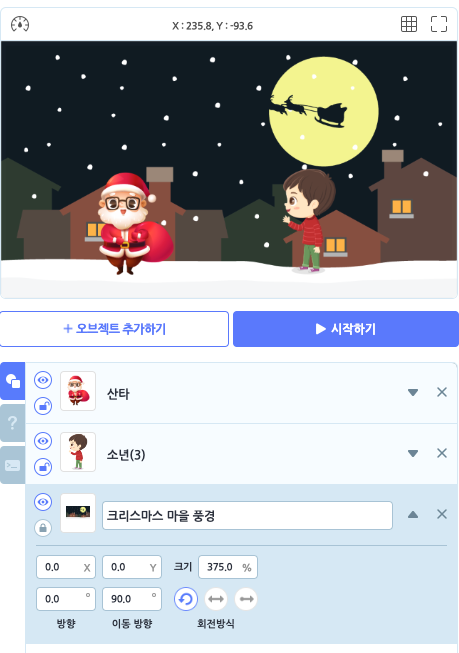 X : 235.8, Y : -93.6
+ 오브젝트 추가하기
시작하기
산타
소년(3)
?
크리스마스 마을 풍경
0.0 X 0.0 Y 크기 375.0 %
0.0 ° 90.0 °
방향 이동 방향 회전방식